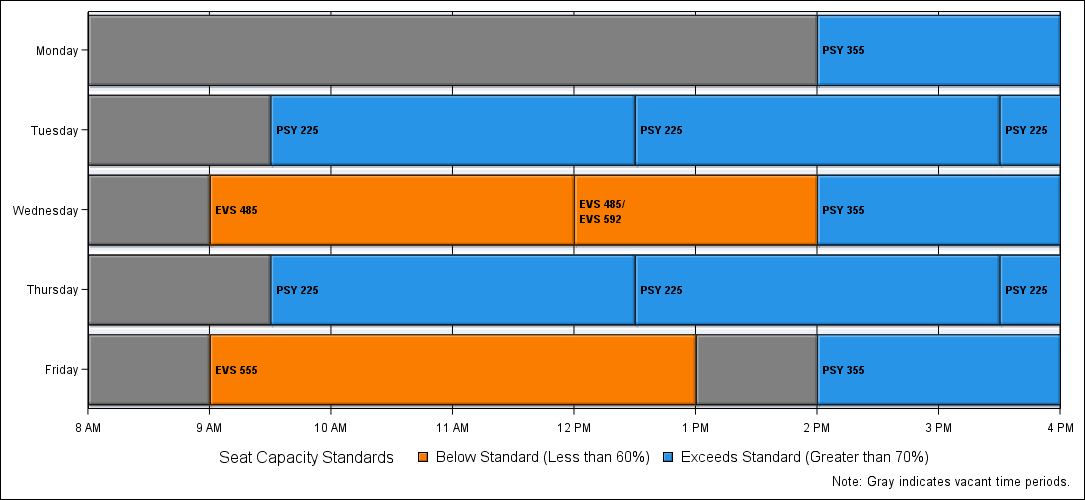 Monday
PSY 355
Tuesday
PSY 225
PSY 225
PSY 225
Wednesday
EVS 485
EVS 485/
EVS 592
PSY 355
Thursday
PSY 225
PSY 225
PSY 225
Friday
EVS 555
PSY 355
8 AM
9 AM
10 AM
11 AM
12 PM
1 PM
2 PM
3 PM
4 PM
Seat Capacity Standards
Below Standard (Less than 60%)
Exceeds Standard (Greater than 70%)
Note: Gray indicates vacant time periods.